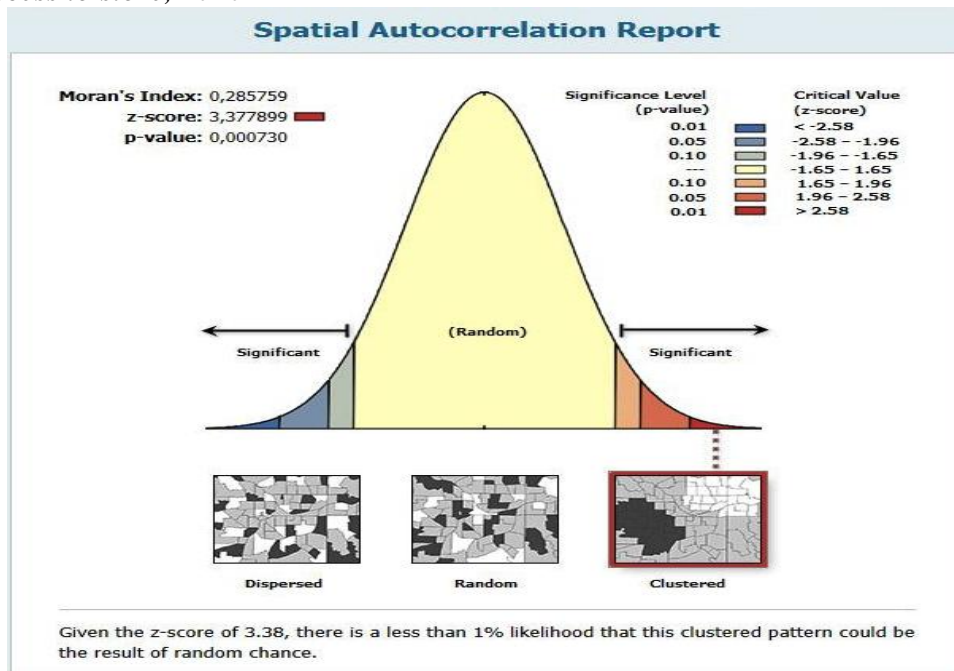 Spatial Autocorrelation Report
Moran's Index: 0,285759
z-score: 3,377899
p-value: 0,000730
Significance Level (p-value) Critical Value (z-score)
0.01 < -2.58
0.05 -2.58 – -1.96
0.10 -1.96 – -1.65
--- -1.65 – 1.65
0.10 1.65 – 1.96
0.05 1.96 – 2.58
0.01 > 2.58
Significant (Random) Significant
Dispersed Random Clustered
Given the z-score of 3.38, there is a less than 1% likelihood that this clustered pattern could be
the result of random chance.